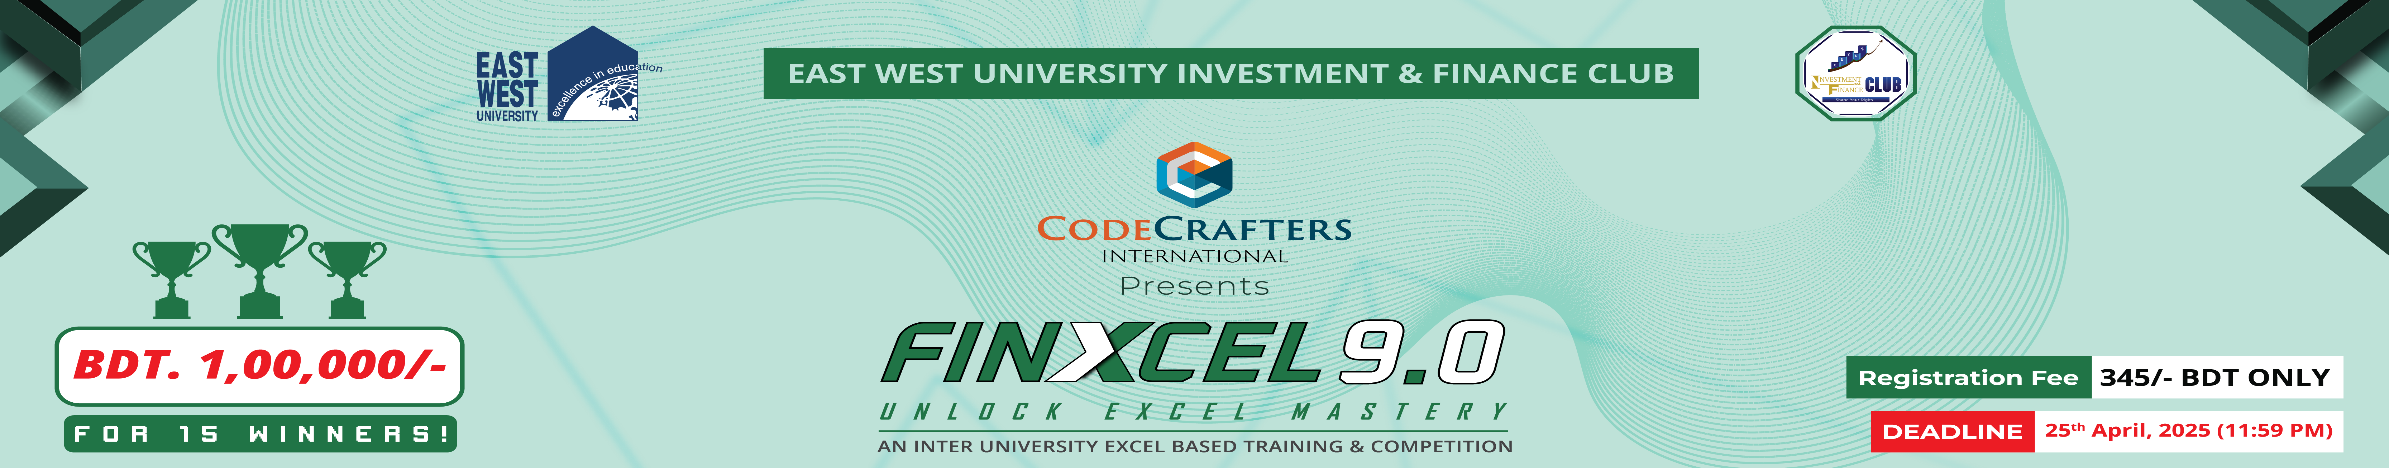 EAST
WEST
UNIVERSITY
excellence in education
EAST WEST UNIVERSITY INVESTMENT & FINANCE CLUB
INVESTMENT
FINANCE
CLUB
CODECRAFTERS
INTERNATIONAL
Presents
FINXCEL 9.0
UNLOCK EXCEL MASTERY
AN INTER UNIVERSITY EXCEL BASED TRAINING & COMPETITION
BDT. 1,00,000/-
FOR 15 WINNERS!
Registration Fee 345/- BDT ONLY
DEADLINE 25th April, 2025 (11:59 PM)